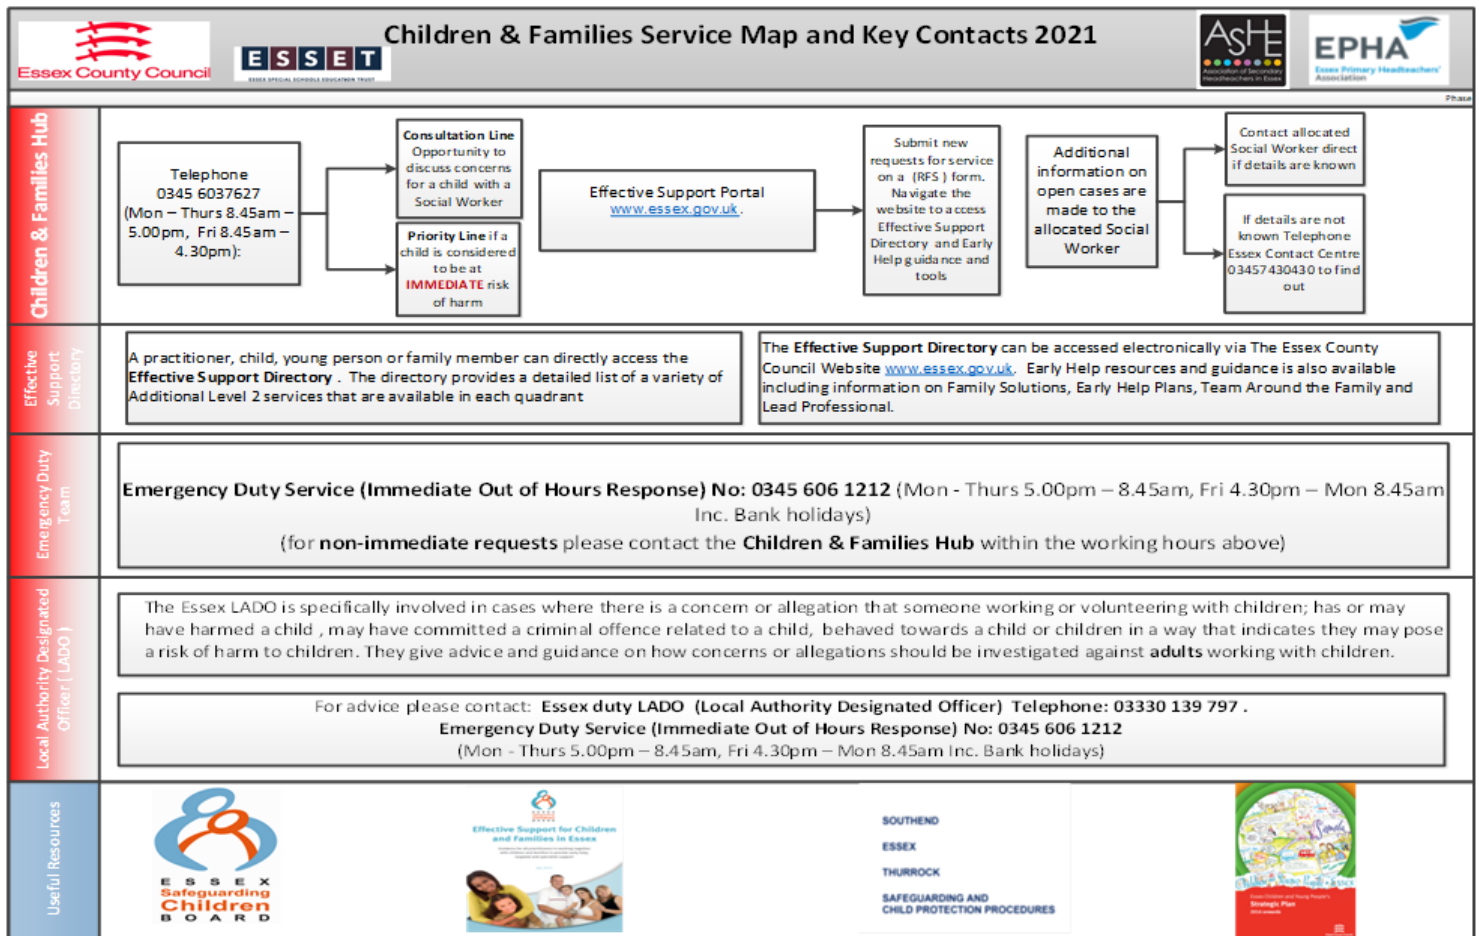 Children & Families Service Map and Key Contacts 2021
Essex County Council
ESSET
ESSEX SPECIAL SCHOOLS EDUCATION TRUST
ASHE
Association of Secondary
Headteachers in Essex
EPHA
Essex Primary Headteachers'
Association
Phase
Children & Families Hub
Telephone
0345 6037627
(Mon – Thurs 8.45am –
5.00pm, Fri 8.45am –
4.30pm):
Consultation Line
Opportunity to
discuss concerns
for a child with a
Social Worker
Priority Line if a
child is considered
to be at
IMMEDIATE risk
of harm
Effective Support Portal
www.essex.gov.uk.
Submit new
requests for service
on a (RFS ) form.
Navigate the
website to access
Effective Support
Directory and Early
Help guidance and
tools
Additional
information on
open cases are
made to the
allocated Social
Worker
Contact allocated
Social Worker direct
if details are known
If details are not
known Telephone
Essex Contact Centre
03457430430 to find
out
Effective
Support
Directory
A practitioner, child, young person or family member can directly access the
Effective Support Directory . The directory provides a detailed list of a variety of
Additional Level 2 services that are available in each quadrant
The Effective Support Directory can be accessed electronically via The Essex County
Council Website www.essex.gov.uk. Early Help resources and guidance is also available
including information on Family Solutions, Early Help Plans, Team Around the Family and
Lead Professional.
Emergency Duty
Team
Emergency Duty Service (Immediate Out of Hours Response) No: 0345 606 1212 (Mon - Thurs 5.00pm – 8.45am, Fri 4.30pm – Mon 8.45am
Inc. Bank holidays)
(for non-immediate requests please contact the Children & Families Hub within the working hours above)
Local Authority Designated
Officer ( LADO )
The Essex LADO is specifically involved in cases where there is a concern or allegation that someone working or volunteering with children; has or may
have harmed a child , may have committed a criminal offence related to a child, behaved towards a child or children in a way that indicates they may pose
a risk of harm to children. They give advice and guidance on how concerns or allegations should be investigated against adults working with children.
For advice please contact: Essex duty LADO (Local Authority Designated Officer) Telephone: 03330 139 797 .
Emergency Duty Service (Immediate Out of Hours Response) No: 0345 606 1212
(Mon - Thurs 5.00pm – 8.45am, Fri 4.30pm – Mon 8.45am Inc. Bank holidays)
Useful Resources
ESSEX
Safeguarding
Children
BOARD
Effective Support for Children
and Families in Essex
SOUTHEND
ESSEX
THURROCK
SAFEGUARDING AND
CHILD PROTECTION PROCEDURES
Essex Children and Young People's
Strategic Plan